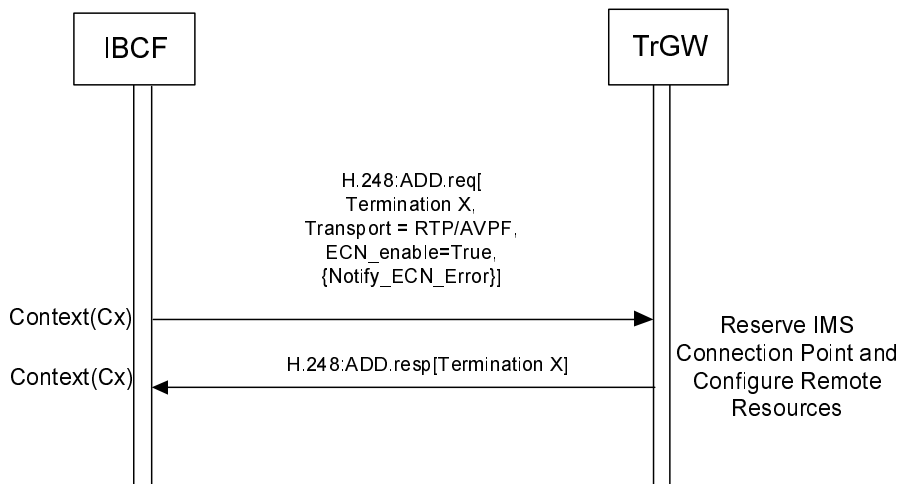 IBCF
TrGW
H.248:ADD.req[
Termination X,
Transport = RTP/AVPF,
ECN_enable=True,
{Notify_ECN_Error}]
Context(Cx)
Reserve IMS
Connection Point and
Configure Remote
Resources
H.248:ADD.resp[Termination X]
Context(Cx)